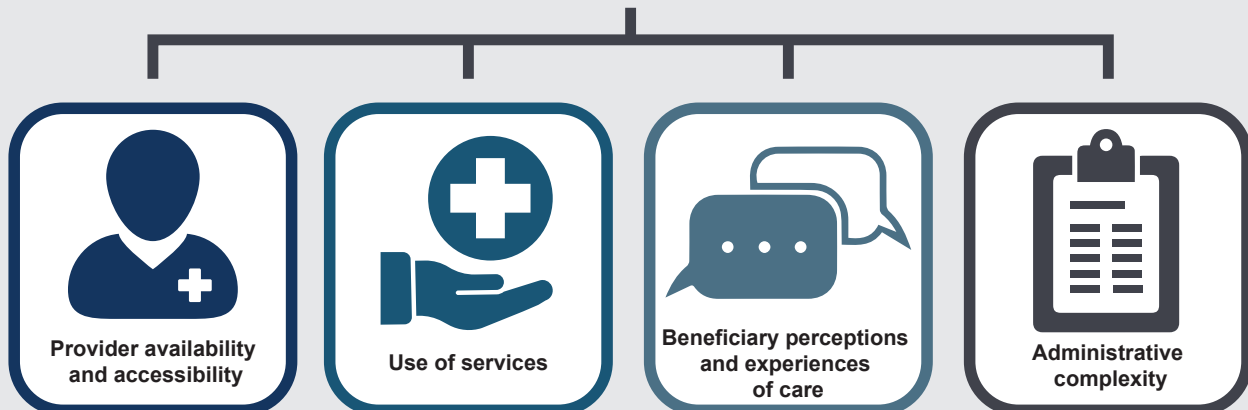 Provider availability
and accessibility
Use of services
Beneficiary perceptions
and experiences
of care
Administrative
complexity